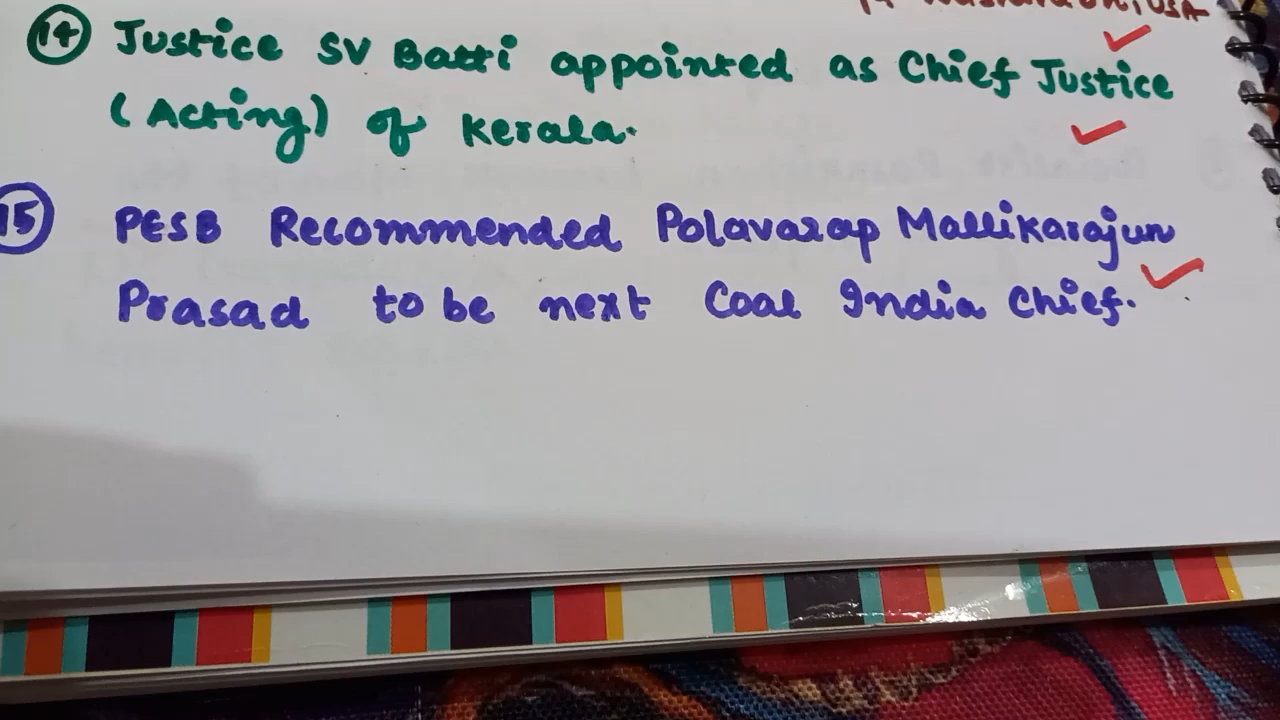 USA
14 Justice SV Batti appointed as Chief Justice
(Acting) of Kerala.
15 PESB Recommended Polavarap Mallikarajun
Prasad to be next Coal India Chief.